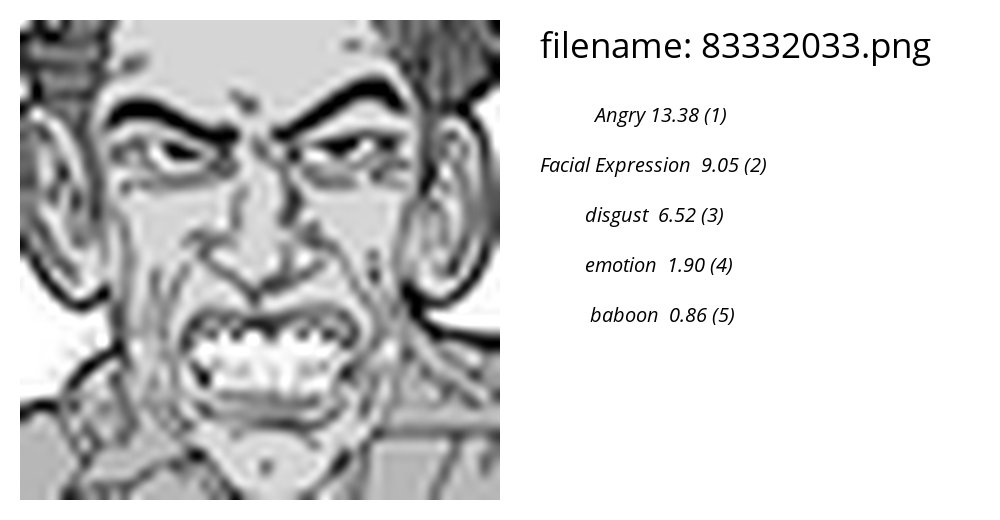 filename: 83332033.png
Angry 13.38 (1)
Facial Expression 9.05 (2)
disgust 6.52 (3)
emotion 1.90 (4)
baboon 0.86 (5)